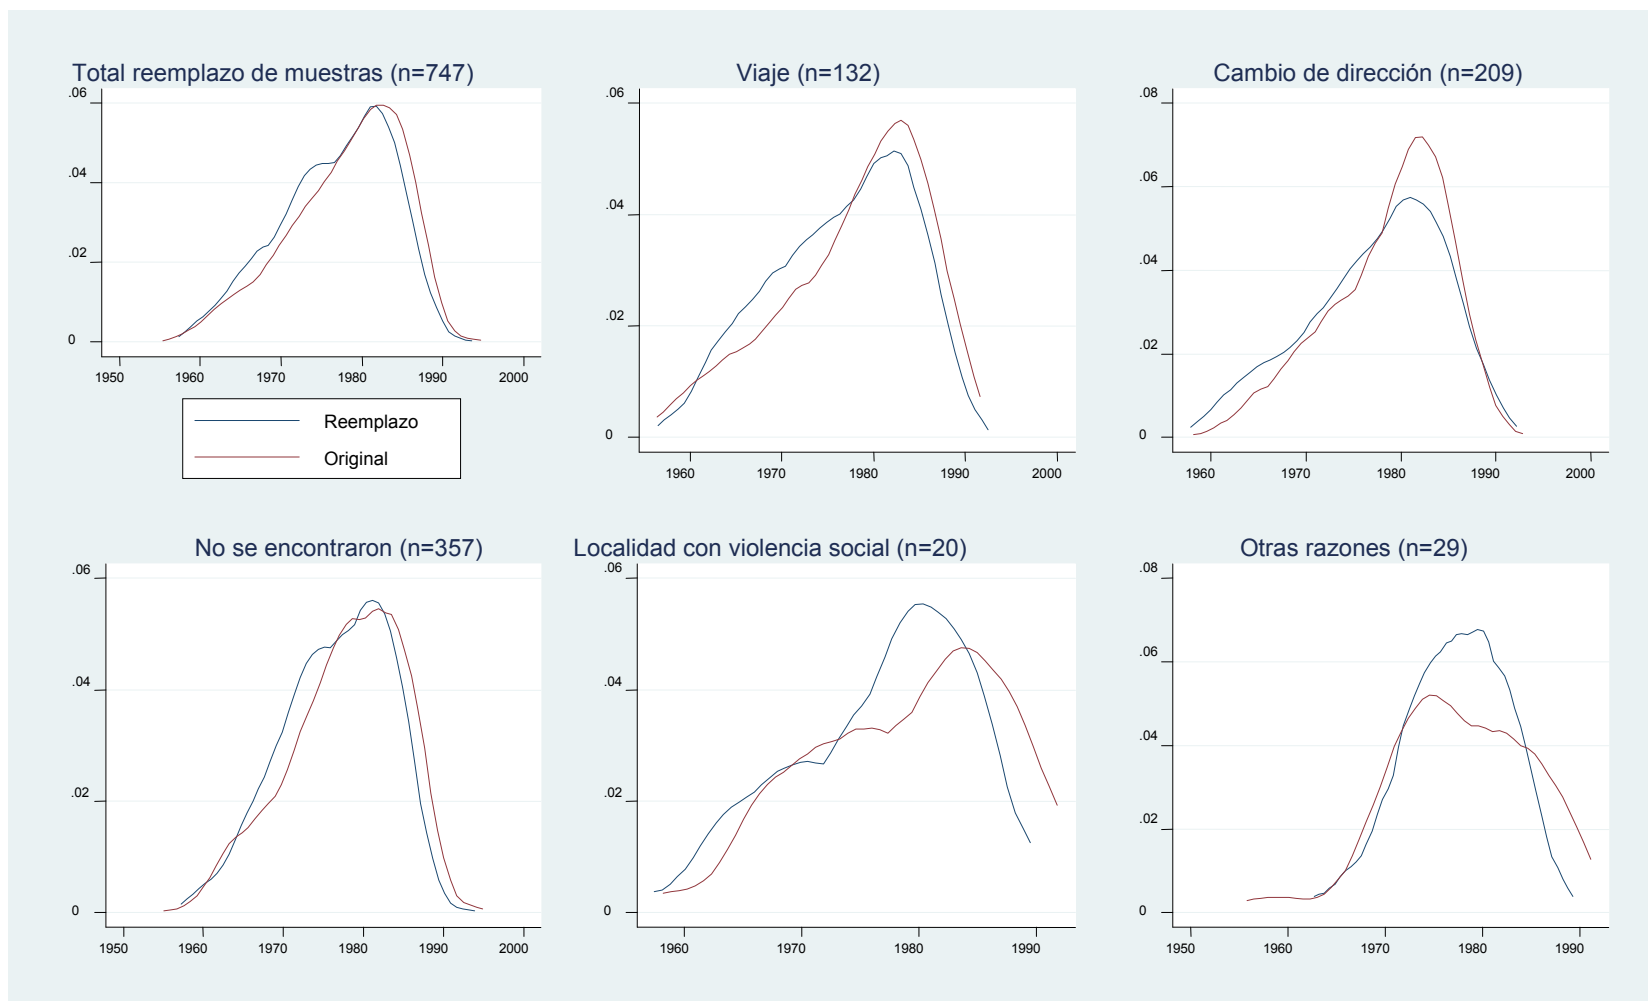 Total reemplazo de muestras (n=747)
.06
.04
.02
0
1950 1960 1970 1980 1990 2000
Reemplazo
Original
Viaje (n=132)
.06
.04
.02
0
1960 1970 1980 1990 2000
Cambio de dirección (n=209)
.08
.06
.04
.02
0
1960 1970 1980 1990 2000
No se encontraron (n=357)
.06
.04
.02
0
1950 1960 1970 1980 1990 2000
Localidad con violencia social (n=20)
.06
.04
.02
0
1960 1970 1980 1990
Otras razones (n=29)
.08
.06
.04
.02
0
1950 1960 1970 1980 1990